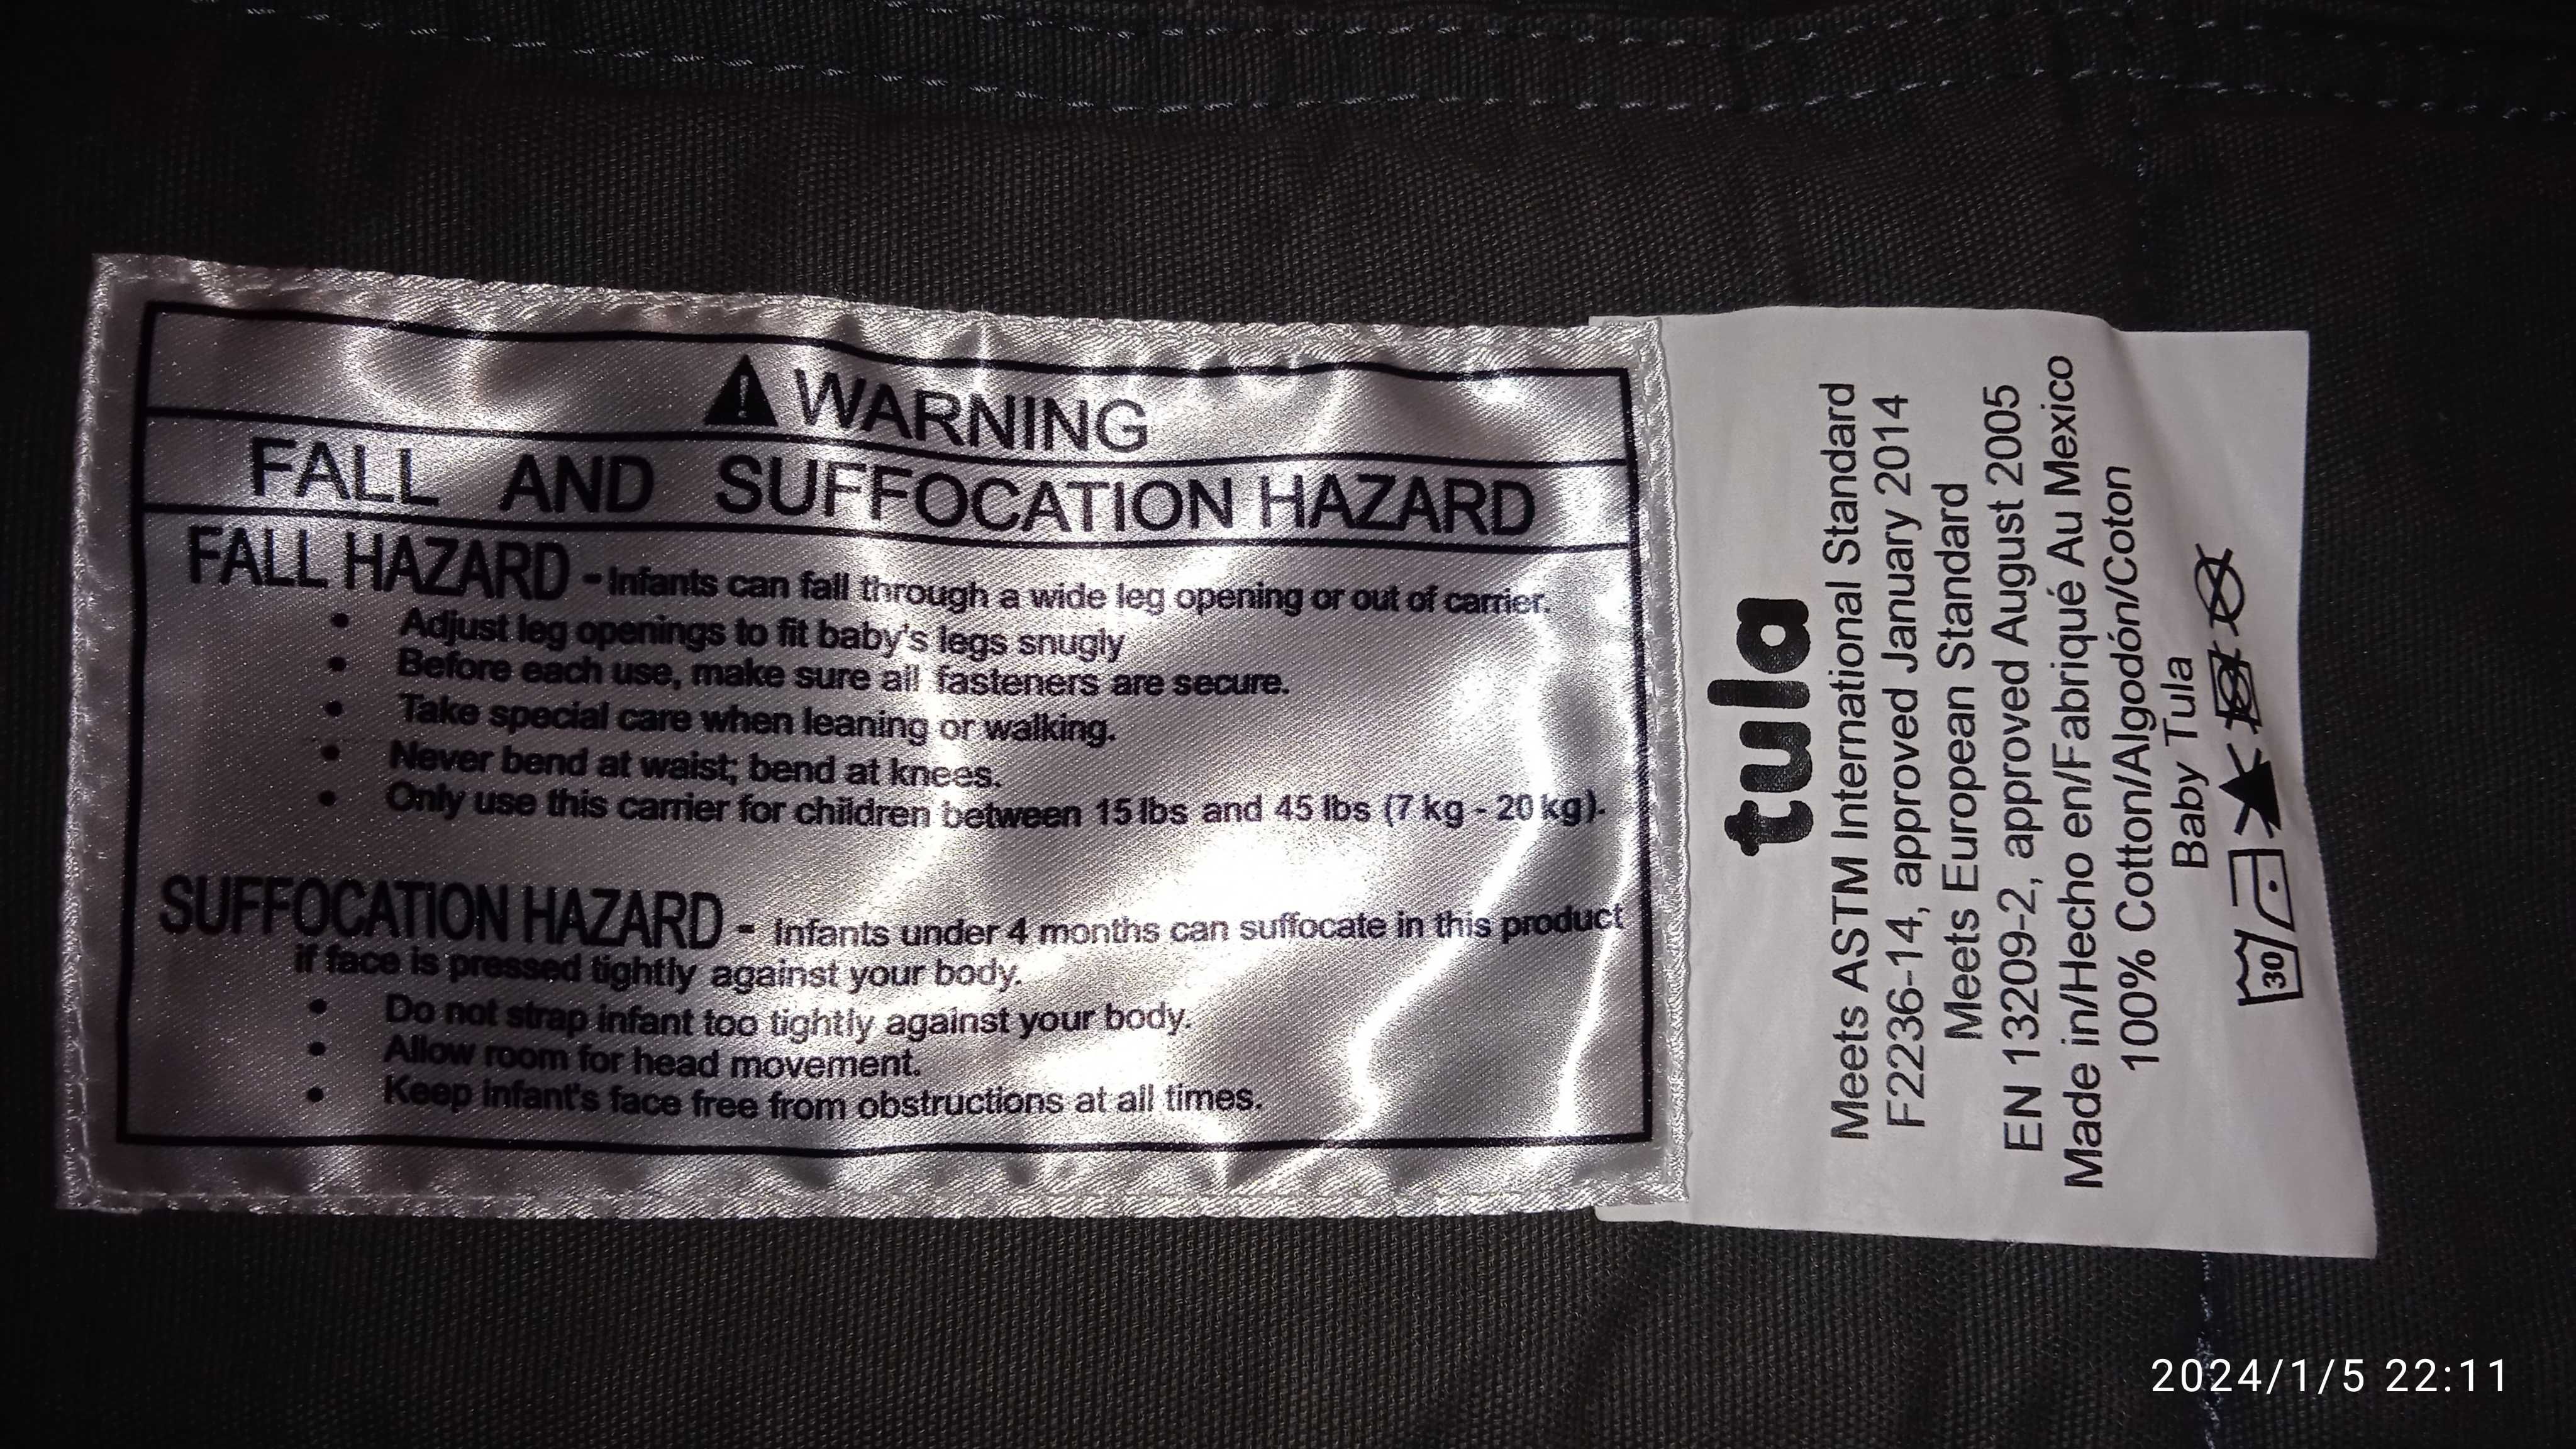 WARNING
FALL AND SUFFOCATION HAZARD
FALL HAZARD - Infants can fall through a wide leg opening or out of carrier.
• Adjust leg openings to fit baby's legs snugly
• Before each use, make sure all fasteners are secure.
• Take special care when leaning or walking.
• Never bend at waist; bend at knees.
• Only use this carrier for children between 15 lbs and 45 lbs (7 kg - 20 kg).
SUFFOCATION HAZARD - Infants under 4 months can suffocate in this product
if face is pressed tightly against your body.
• Do not strap infant too tightly against your body.
• Allow room for head movement.
• Keep infant's face free from obstructions at all times.
tula
Meets ASTM International Standard
F2236-14, approved January 2014
Meets European Standard
EN 13209-2, approved August 2005
Made in/Hecho en/Fabriqué Au Mexico
100% Cotton/Algodón/Coton
Baby Tula
30
2024/1/5 22:11